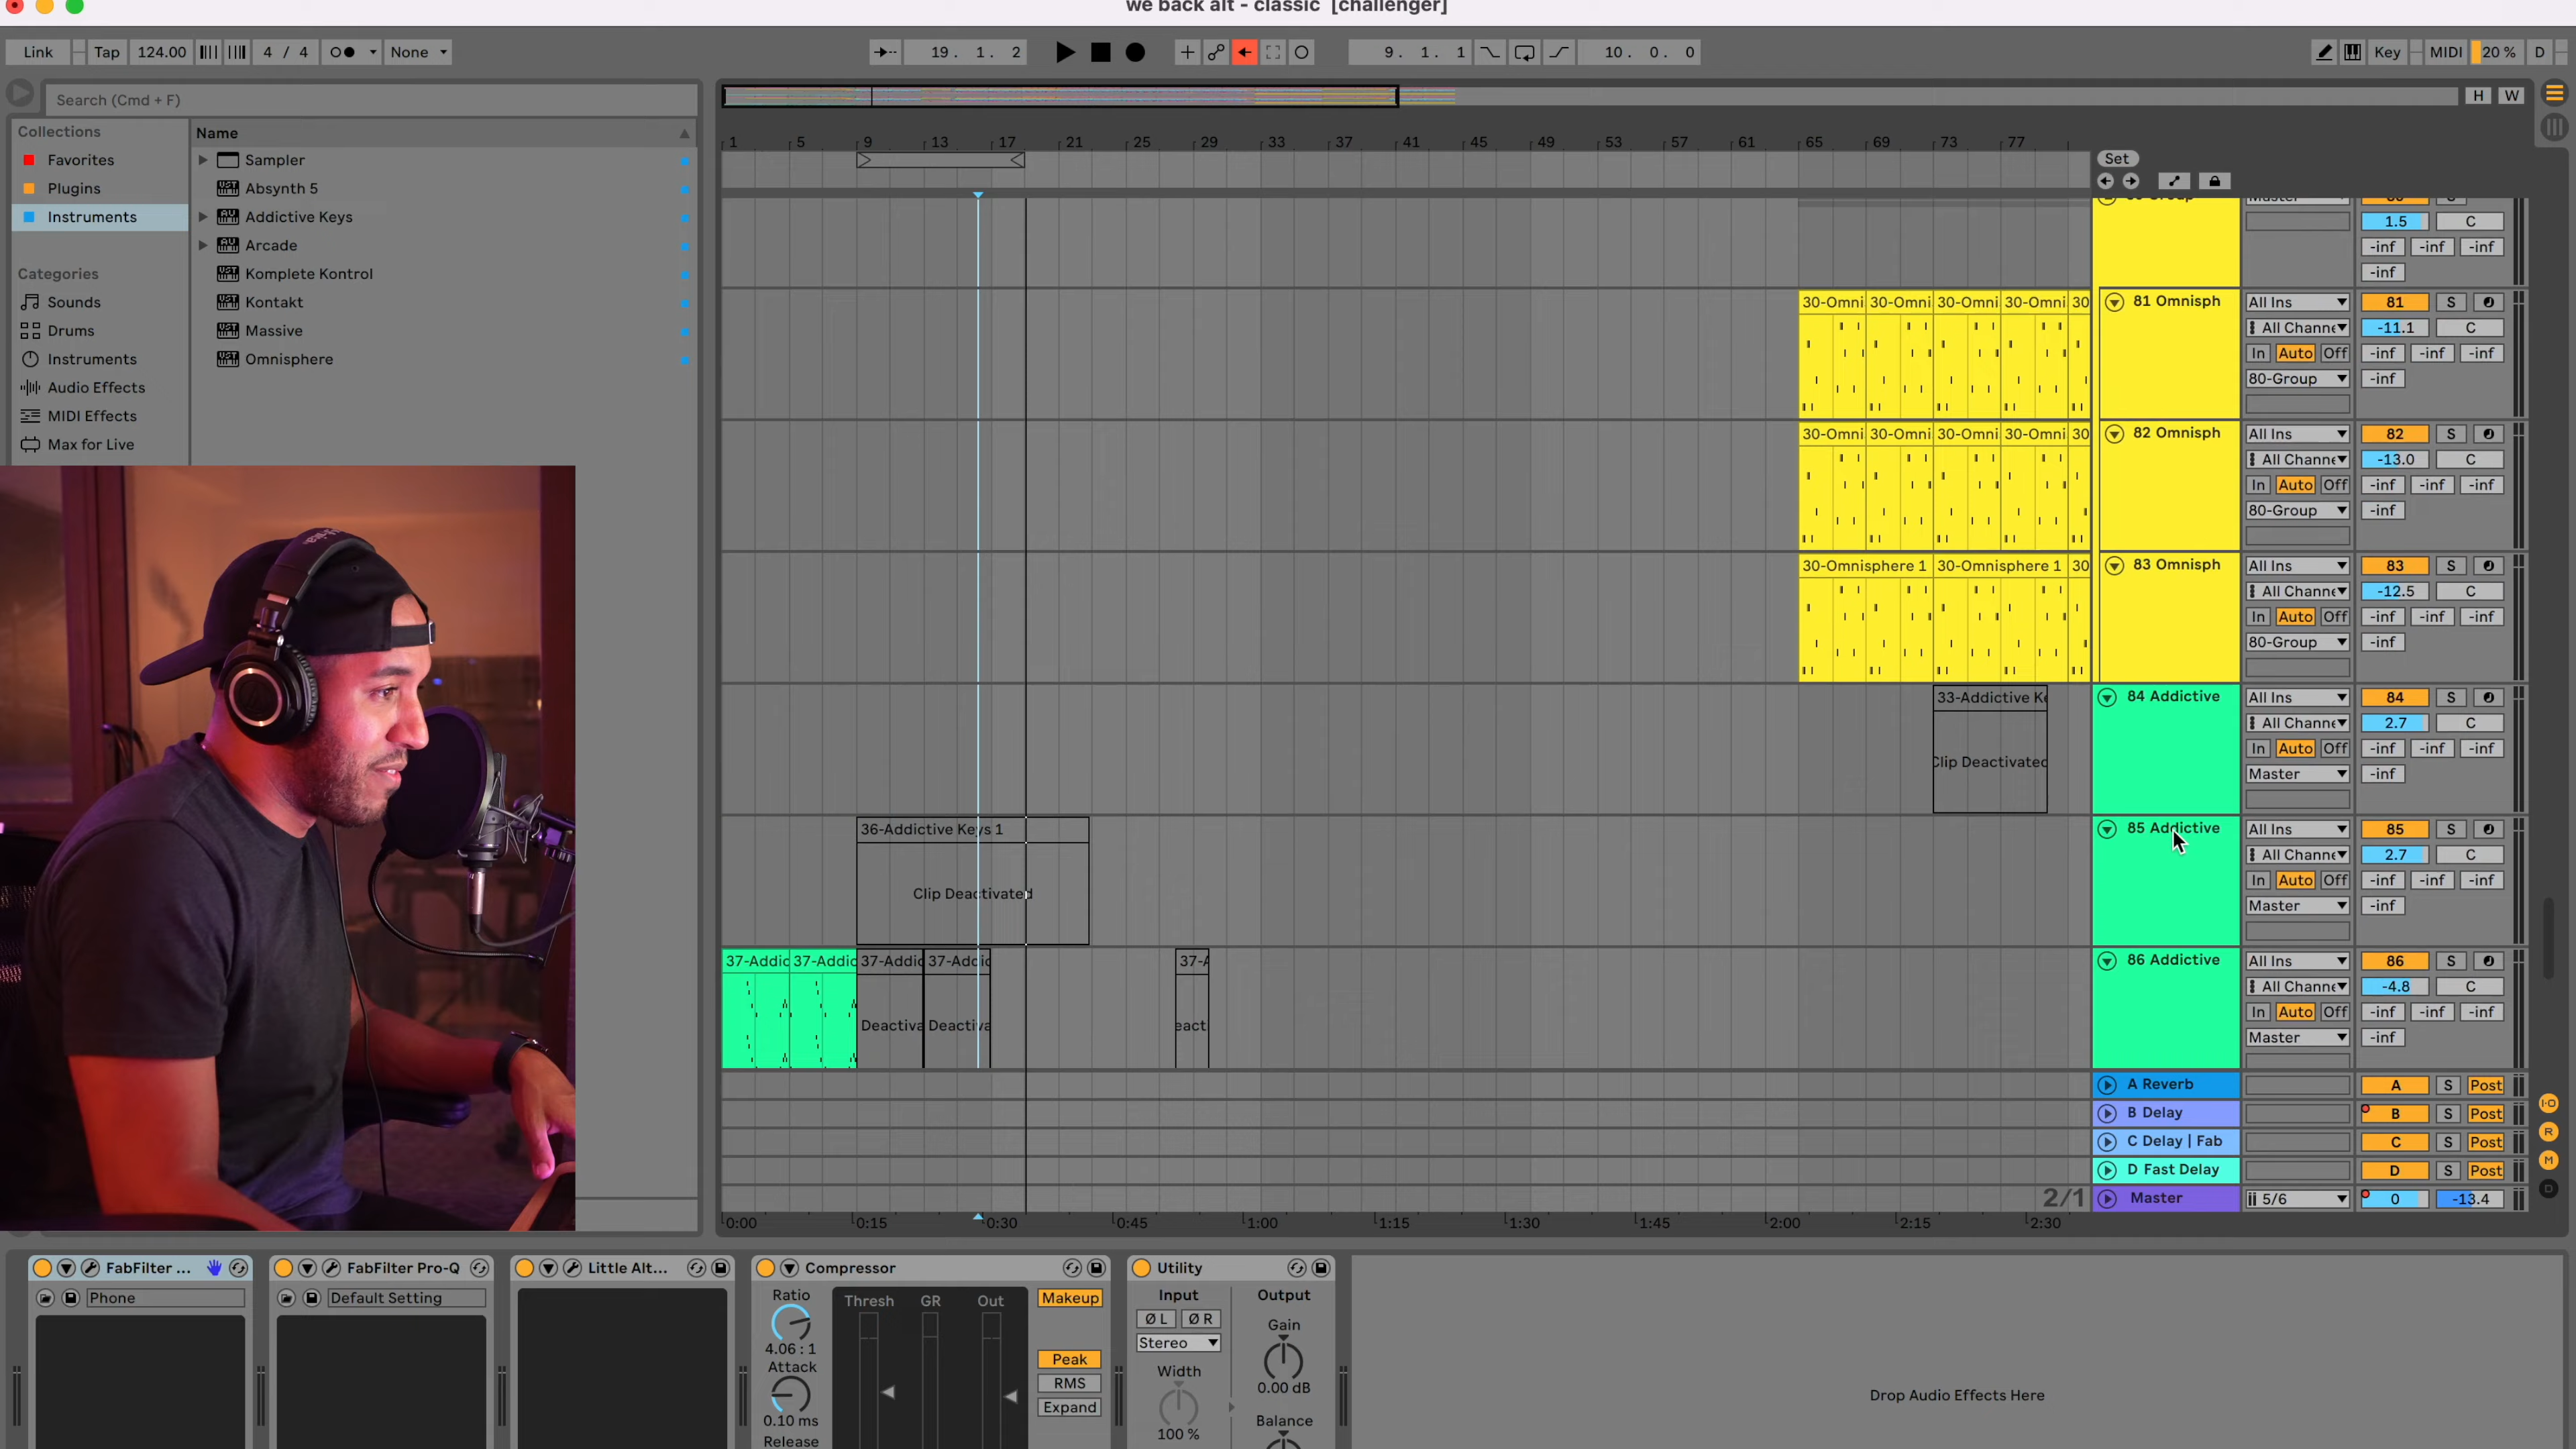 we back alt - classic [challenger]
Link Tap 124.00 4 / 4 None 19. 1. 2 9. 1. 1 10. 0. 0 Key MIDI 20 % D
Search (Cmd + F)
H W
Collections
Favorites
Plugins
Instruments
Categories
Sounds
Drums
Instruments
Audio Effects
MIDI Effects
Max for Live
Name
Sampler
Absynth 5
Addictive Keys
Arcade
Komplete Kontrol
Kontakt
Massive
Omnisphere
1 5 9 13 17 21 25 29 33 37 41 45 49 53 57 61 65 69 73 77
Set
1.5 C
-inf -inf -inf
-inf
30-Omni 30-Omni 30-Omni 30-Omni 30
81 Omnisph All Ins 81 S
All Channe -11.1 C
In Auto Off -inf -inf -inf
80-Group -inf
30-Omni 30-Omni 30-Omni 30-Omni 30
82 Omnisph All Ins 82 S
All Channe -13.0 C
In Auto Off -inf -inf -inf
80-Group -inf
30-Omnisphere 1 30-Omnisphere 1 30
83 Omnisph All Ins 83 S
All Channe -12.5 C
In Auto Off -inf -inf -inf
80-Group -inf
33-Addictive Ke
Clip Deactivated
84 Addictive All Ins 84 S
All Channe 2.7 C
In Auto Off -inf -inf -inf
Master -inf
36-Addictive Keys 1
Clip Deactivated
85 Addictive All Ins 85 S
All Channe 2.7 C
In Auto Off -inf -inf -inf
Master -inf
37-Addic 37-Addic 37-Addic 37-Addic 37-A
Deactiva Deactiva eact
86 Addictive All Ins 86 S
All Channe -4.8 C
In Auto Off -inf -inf -inf
Master -inf
A Reverb A S Post
B Delay B S Post
C Delay | Fab C S Post
D Fast Delay D S Post
2/1 Master 5/6 0 -13.4
I·O
R
M
D
0:00 0:15 0:30 0:45 1:00 1:15 1:30 1:45 2:00 2:15 2:30
FabFilter ...
Phone
FabFilter Pro-Q
Default Setting
Little Alt...
Compressor
Ratio
4.06 : 1
Attack
0.10 ms
Release
Thresh GR Out
Makeup
Peak
RMS
Expand
Utility
Input
Ø L Ø R
Stereo
Width
100 %
Output
Gain
0.00 dB
Balance
Drop Audio Effects Here